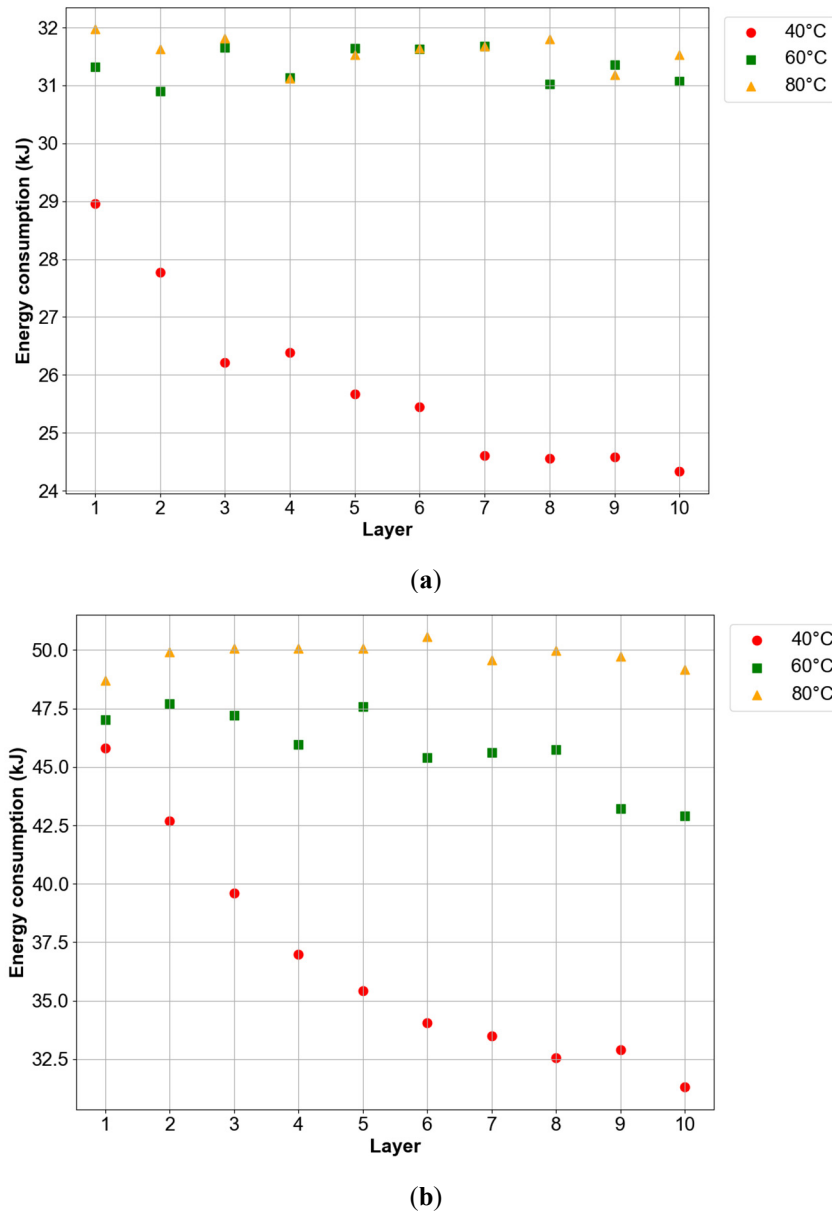 32
31
30
29
28
27
26
25
24
Energy consumption (kJ)
1 2 3 4 5 6 7 8 9 10
Layer
40°C
60°C
80°C
(a)
50.0
47.5
45.0
42.5
40.0
37.5
35.0
32.5
Energy consumption (kJ)
1 2 3 4 5 6 7 8 9 10
Layer
40°C
60°C
80°C
(b)